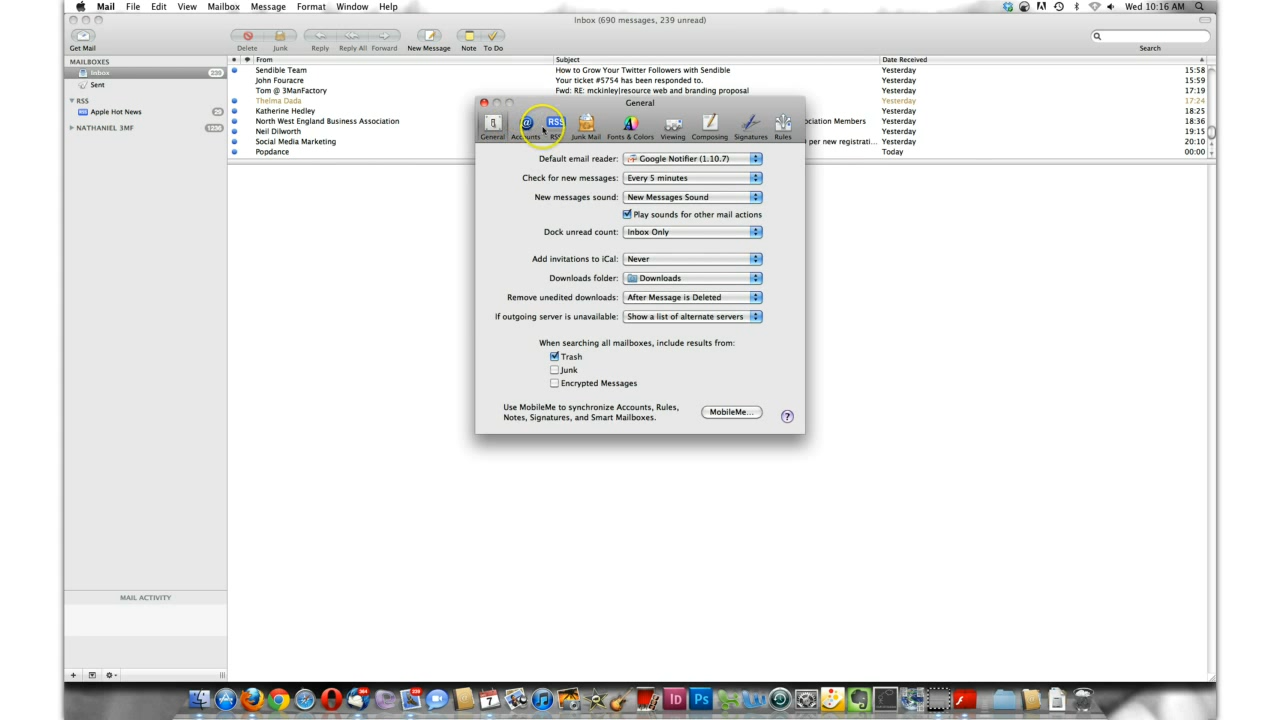 Mail File Edit View Mailbox Message Format Window Help Wed 10:16 AM
Inbox (690 messages, 239 unread)
Get Mail Delete Junk Reply Reply All Forward New Message Note To Do Search
MAILBOXES
Inbox 239
Sent
RSS
Apple Hot News
NATHANIEL 3MF 1236
From Subject Date Received
Sendible Team How to Grow Your Twitter Followers with Sendible Yesterday 15:58
John Fouracre Your ticket #5754 has been responded to. Yesterday 15:59
Tom @ 3ManFactory Fwd: RE: mckinley|resource web and branding proposal Yesterday 17:19
Thelma Dada Yesterday 17:24
Katherine Hedley Yesterday 18:36
North West England Business Association ociation Members Yesterday 18:36
Neil Dilworth Yesterday 19:15
Social Media Marketing per new registrati... Yesterday 20:10
Popdance Today 00:00
General
General Accounts RSS Junk Mail Fonts & Colors Viewing Composing Signatures Rules
Default email reader: Google Notifier (1.10.7)
Check for new messages: Every 5 minutes
New messages sound: New Messages Sound
Play sounds for other mail actions
Dock unread count: Inbox Only
Add invitations to iCal: Never
Downloads folder: Downloads
Remove unedited downloads: After Message is Deleted
If outgoing server is unavailable: Show a list of alternate servers
When searching all mailboxes, include results from:
Trash
Junk
Encrypted Messages
Use MobileMe to synchronize Accounts, Rules,
Notes, Signatures, and Smart Mailboxes.
MobileMe...
?
MAIL ACTIVITY